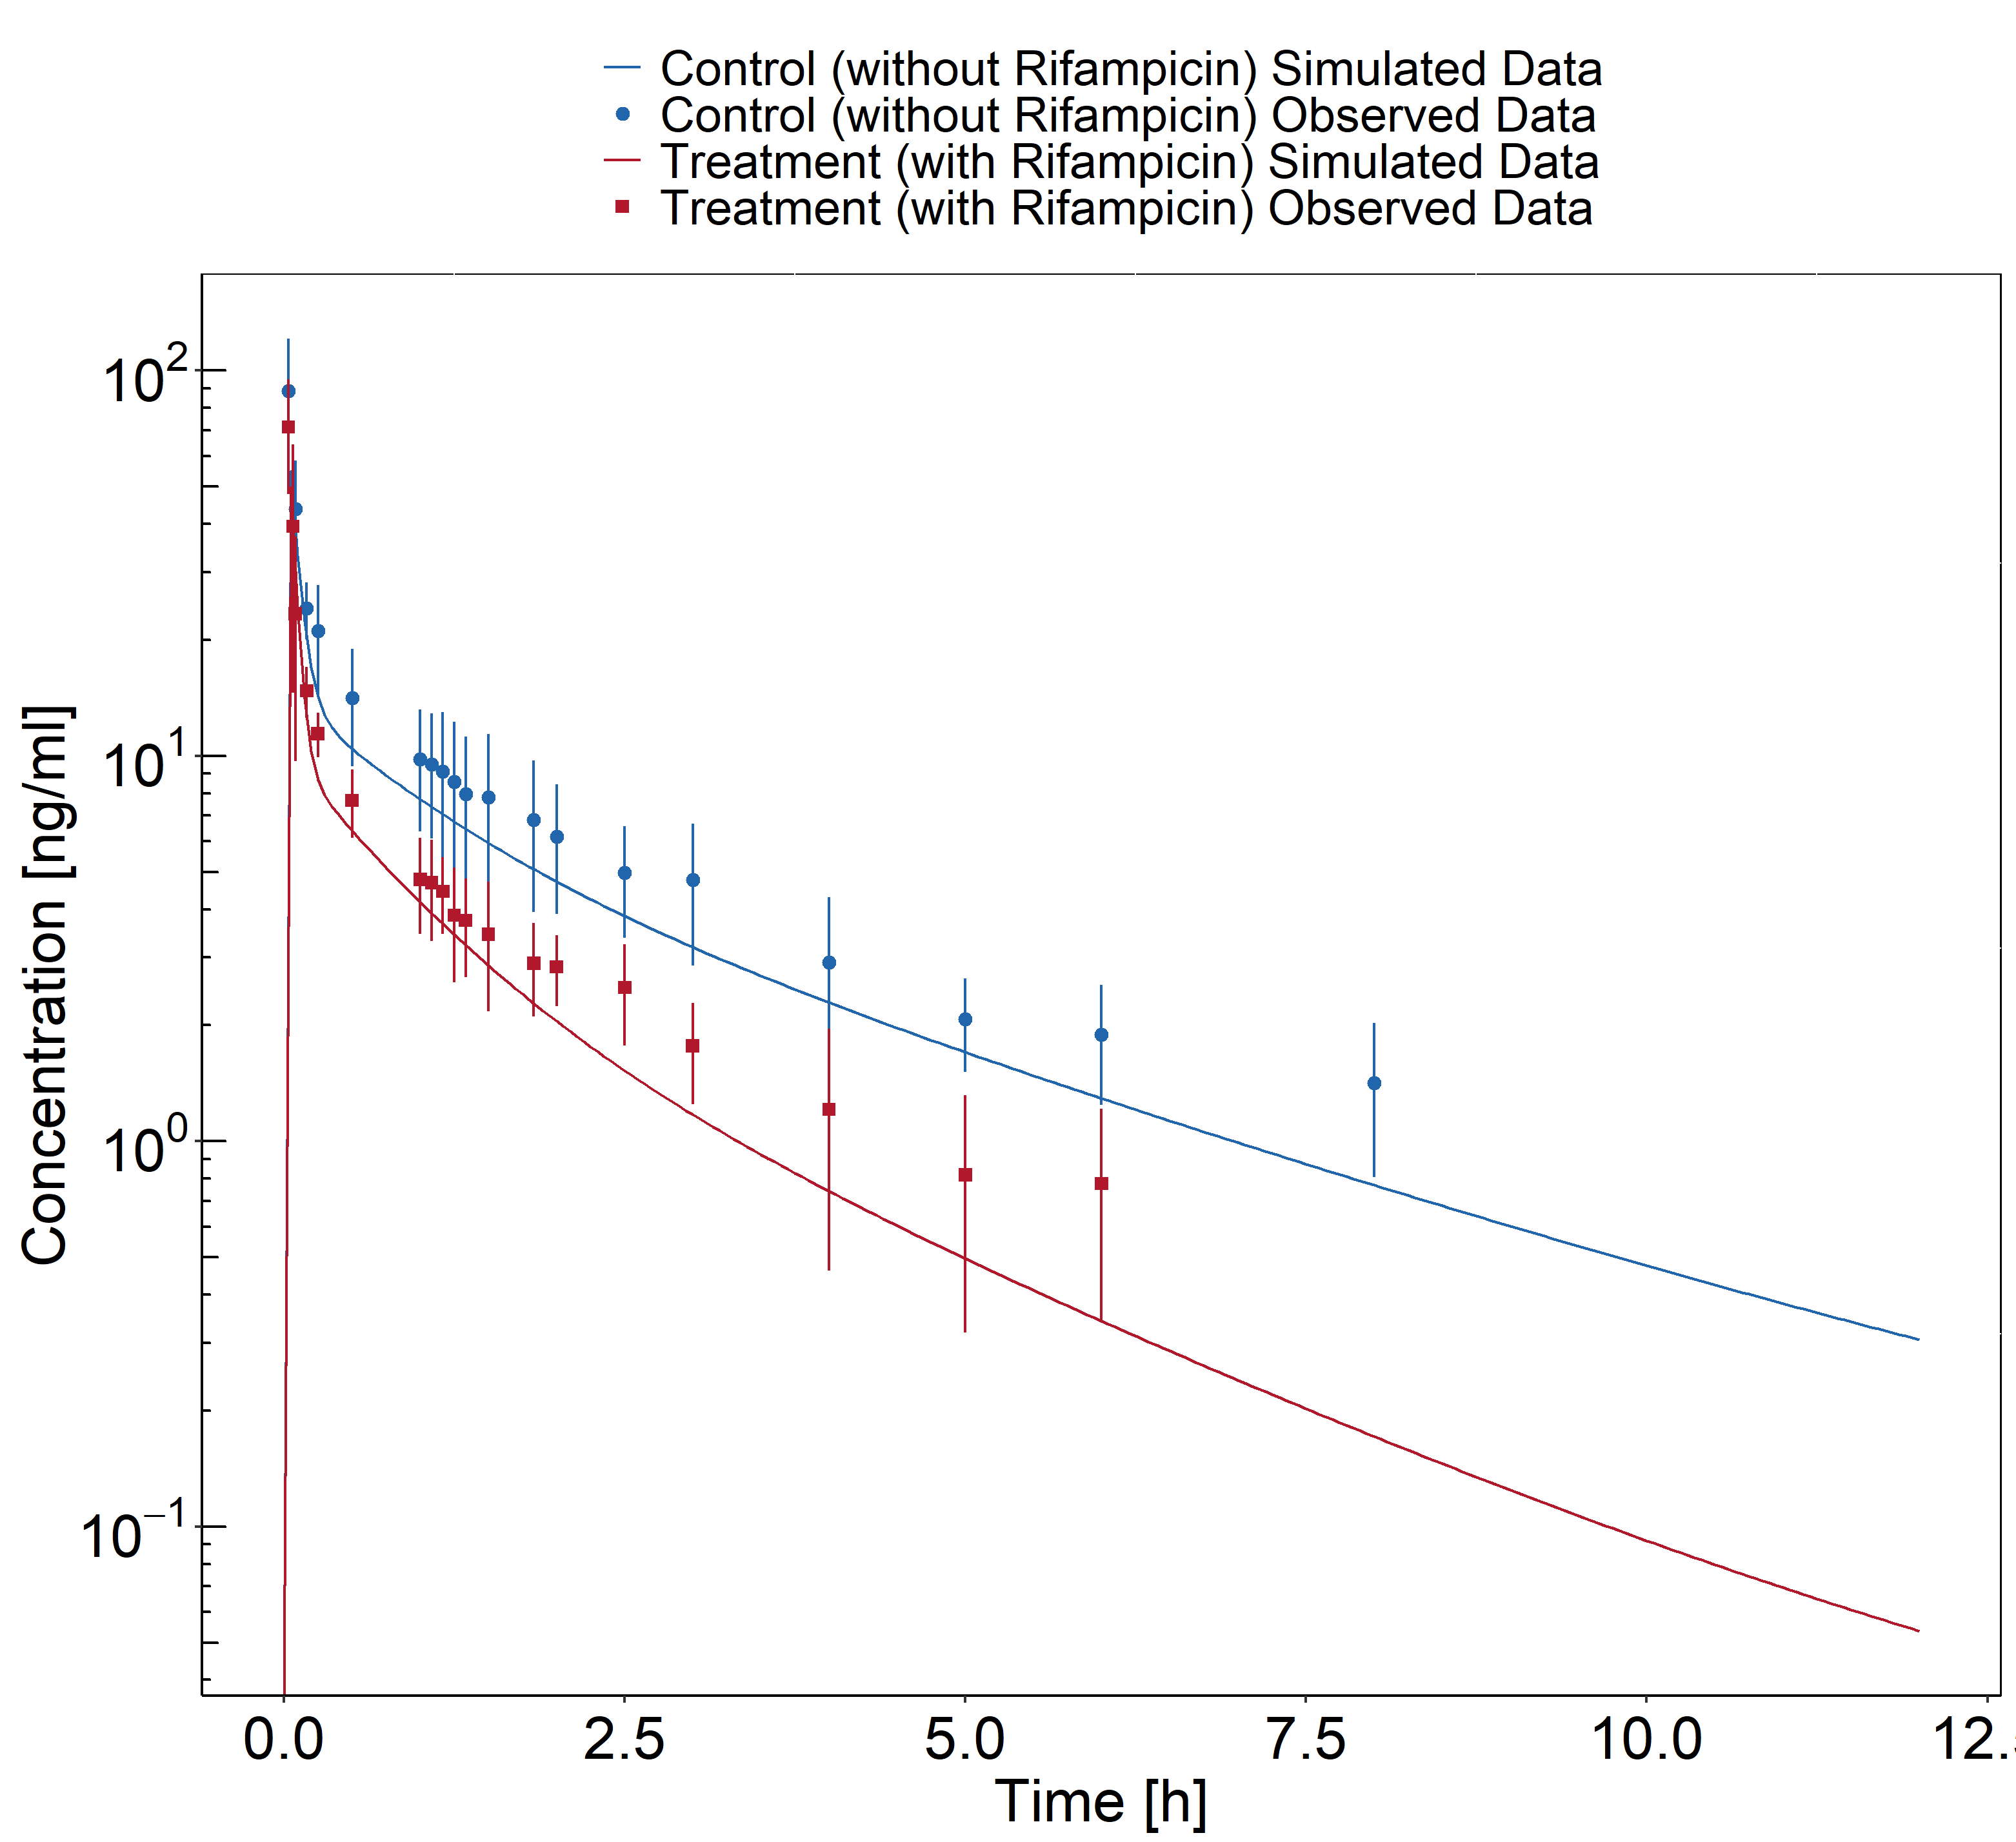 Control (without Rifampicin) Simulated Data
Control (without Rifampicin) Observed Data
Treatment (with Rifampicin) Simulated Data
Treatment (with Rifampicin) Observed Data
Concentration [ng/ml]
10²
10¹
10⁰
10⁻¹
0.0 2.5 5.0 7.5 10.0 12.
Time [h]